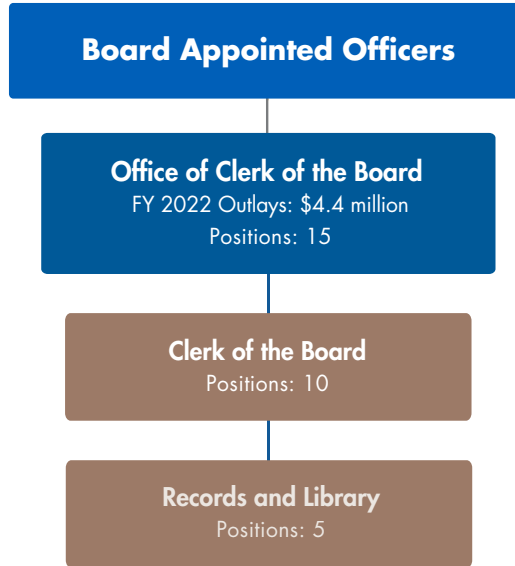 Board Appointed Officers
Office of Clerk of the Board
FY 2022 Outlays: $4.4 million
Positions: 15
Clerk of the Board
Positions: 10
Records and Library
Positions: 5